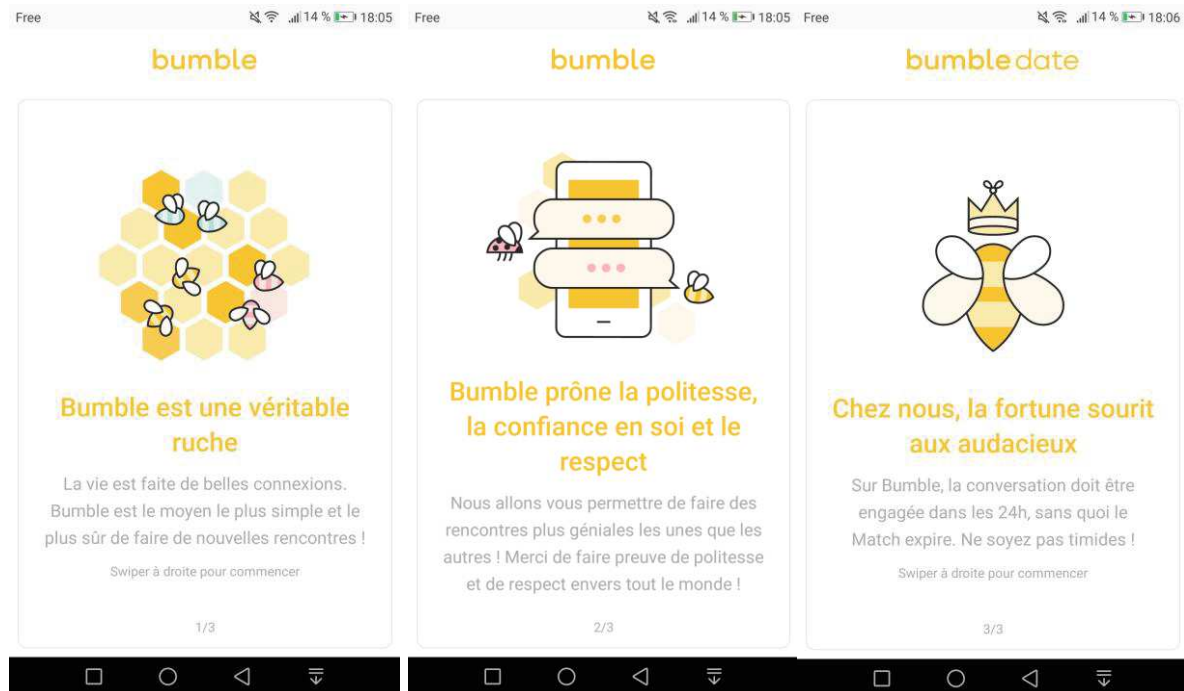 Free 14 % 18:05
bumble
Bumble est une véritable
ruche
La vie est faite de belles connexions.
Bumble est le moyen le plus simple et le
plus sûr de faire de nouvelles rencontres !
Swiper à droite pour commencer
1/3
Free 14 % 18:05
bumble
Bumble prône la politesse,
la confiance en soi et le
respect
Nous allons vous permettre de faire des
rencontres plus géniales les unes que les
autres ! Merci de faire preuve de politesse
et de respect envers tout le monde !
2/3
Free 14 % 18:06
bumble date
Chez nous, la fortune sourit
aux audacieux
Sur Bumble, la conversation doit être
engagée dans les 24h, sans quoi le
Match expire. Ne soyez pas timides !
Swiper à droite pour commencer
3/3